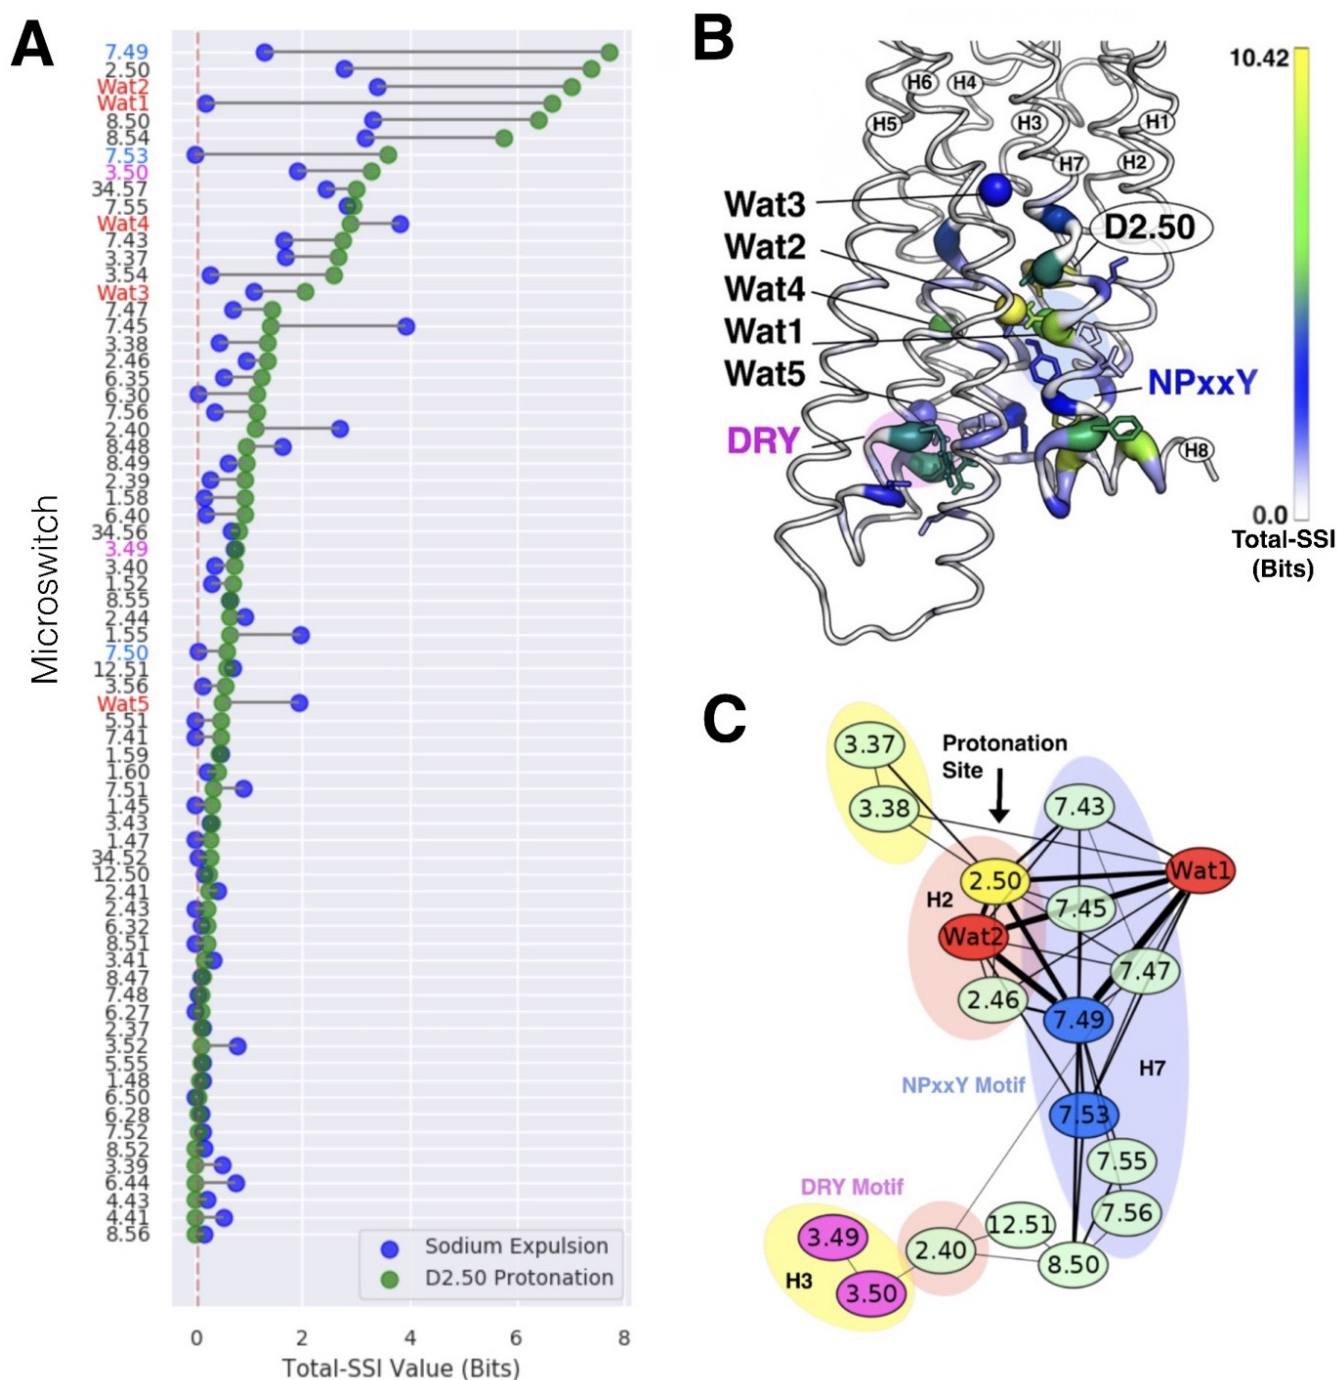 A
Microswitch
7.49
2.50
Wat2
Wat1
8.50
8.54
7.53
3.50
34.57
7.55
Wat4
7.43
3.37
3.54
Wat3
7.47
7.45
3.38
2.46
6.35
6.30
7.56
2.40
8.48
8.49
2.39
1.58
6.40
34.56
3.49
3.40
1.52
8.55
2.44
1.55
7.50
12.51
3.56
Wat5
5.51
7.41
1.59
1.60
7.51
1.45
3.43
1.47
34.52
12.50
2.41
2.43
6.32
8.51
3.41
8.47
7.48
6.27
2.37
3.52
5.55
1.48
6.50
6.28
7.52
8.52
3.39
6.44
4.43
4.41
8.56
Sodium Expulsion
D2.50 Protonation
0 2 4 6 8
Total-SSI Value (Bits)
B
H6 H4
H5 H3 H1
H7 H2
Wat3
D2.50
Wat2
Wat4
Wat1
Wat5
NPxxY
DRY
H8
10.42
0.0
Total-SSI
(Bits)
C
3.37
3.38
Protonation
Site
7.43
Wat1
2.50
H2
7.45
Wat2
7.47
2.46
7.49
H7
NPxxY Motif
7.53
7.55
7.56
DRY Motif
3.49
12.51
2.40
8.50
H3
3.50